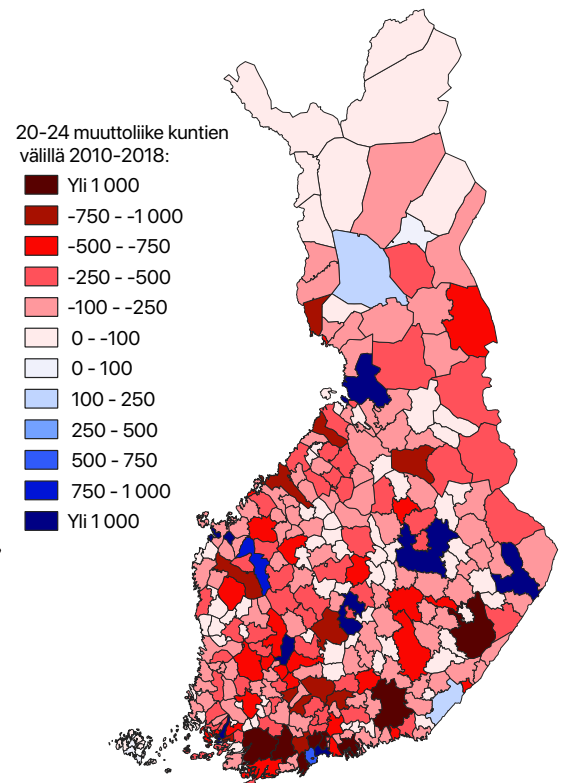 20-24 muuttoliike kuntien
välillä 2010-2018:
Yli 1 000
-750 - -1 000
-500 - -750
-250 - -500
-100 - -250
0 - -100
0 - 100
100 - 250
250 - 500
500 - 750
750 - 1 000
Yli 1 000